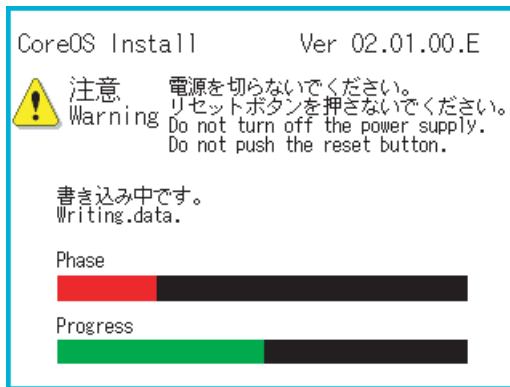 CoreOS Install Ver 02.01.00.E
注意
Warning
電源を切らないでください。
リセットボタンを押さないでください。
Do not turn off the power supply.
Do not push the reset button.
書き込み中です。
Writing.data.
Phase
Progress